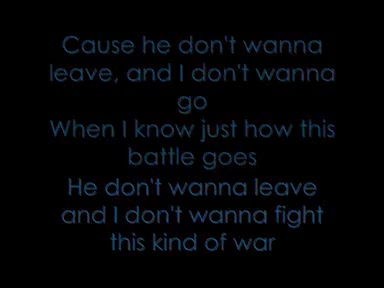 Cause he don't wanna
leave, and I don't wanna
go
When I know just how this
battle goes
He don't wanna leave
and I don't wanna fight
this kind of war